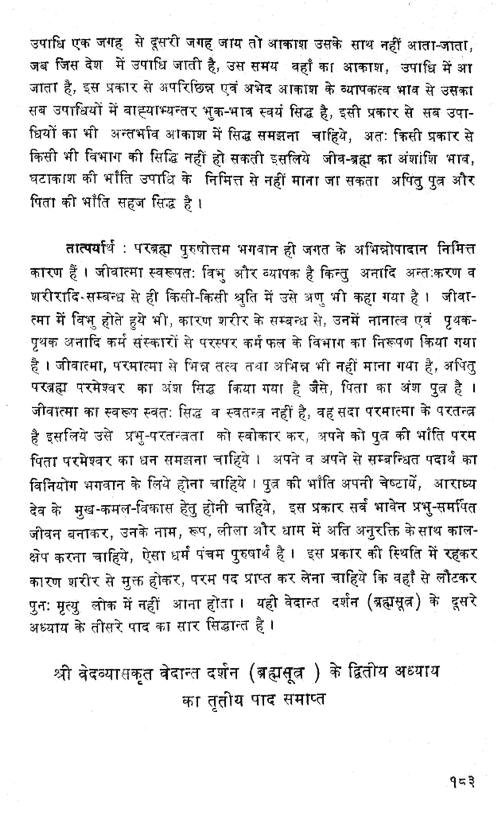 उपाधि एक जगह से दूसरी जगह जाय तो आकाश उसके साथ नहीं आता-जाता,
जब जिस देश में उपाधि जाती है, उस समय वहाँ का आकाश, उपाधि में आ
जाता है, इस प्रकार से अपरिछिन्न एवं अभेद आकाश के व्यापकत्व भाव से उसका
सब उपाधियों में वाह्याभ्यन्तर भुक-भाव स्वयं सिद्ध है, इसी प्रकार से सब उपा-
धियों का भी अन्तर्भाव आकाश में सिद्ध समझना चाहिये, अतः किसी प्रकार से
किसी भी विभाग की सिद्धि नहीं हो सकती इसलिये जीव-ब्रह्म का अंशांशि भाव,
घटाकाश की भाँति उपाधि के निमित्त से नहीं माना जा सकता अपितु पुत्र और
पिता की भाँति सहज सिद्ध है ।
तात्पर्यार्थ : परब्रह्म पुरुषोत्तम भगवान ही जगत के अभिन्नोपादान निमित्त
कारण हैं । जीवात्मा स्वरूपतः विभु और व्यापक है किन्तु अनादि अन्तःकरण व
शरीरादि-सम्बन्ध से ही किसी-किसी श्रुति में उसे अणु भी कहा गया है । जीवा-
त्मा में विभु होते हुये भी, कारण शरीर के सम्बन्ध से, उनमें नानात्व एवं पृथक-
पृथक अनादि कर्म संस्कारों से परस्पर कर्मफल के विभाग का निरूपण किया गया
है । जीवात्मा, परमात्मा से भिन्न तत्व तथा अभिन्न भी नहीं माना गया है, अपितु
परब्रह्म परमेश्वर का अंश सिद्ध किया गया है जैसे, पिता का अंश पुत्र है ।
जीवात्मा का स्वरूप स्वतः सिद्ध व स्वतन्त्र नहीं है, वह सदा परमात्मा के परतन्त्र
है इसलिये उसे प्रभु-परतन्त्रता को स्वीकार कर, अपने को पुत्र की भाँति परम
पिता परमेश्वर का धन समझना चाहिये । अपने व अपने से सम्बन्धित पदार्थ का
विनियोग भगवान के लिये होना चाहिये । पुत्र की भाँति अपनी चेष्टायें, आराध्य
देव के मुख-कमल-विकास हेतु होनी चाहिये, इस प्रकार सर्व भावेन प्रभु-समर्पित
जीवन बनाकर, उनके नाम, रूप, लीला और धाम में अति अनुरक्ति के साथ काल-
क्षेप करना चाहिये, ऐसा धर्म पंचम पुरुषार्थ है । इस प्रकार की स्थिति में रहकर
कारण शरीर से मुक्त होकर, परम पद प्राप्त कर लेना चाहिये कि वहाँ से लौटकर
पुनः मृत्यु लोक में नहीं आना होता । यही वेदान्त दर्शन (ब्रह्मसूत्र) के दूसरे
अध्याय के तीसरे पाद का सार सिद्धान्त है ।
श्री वेदव्यासकृत वेदान्त दर्शन (ब्रह्मसूत्र ) के द्वितीय अध्याय
का तृतीय पाद समाप्त
१८३